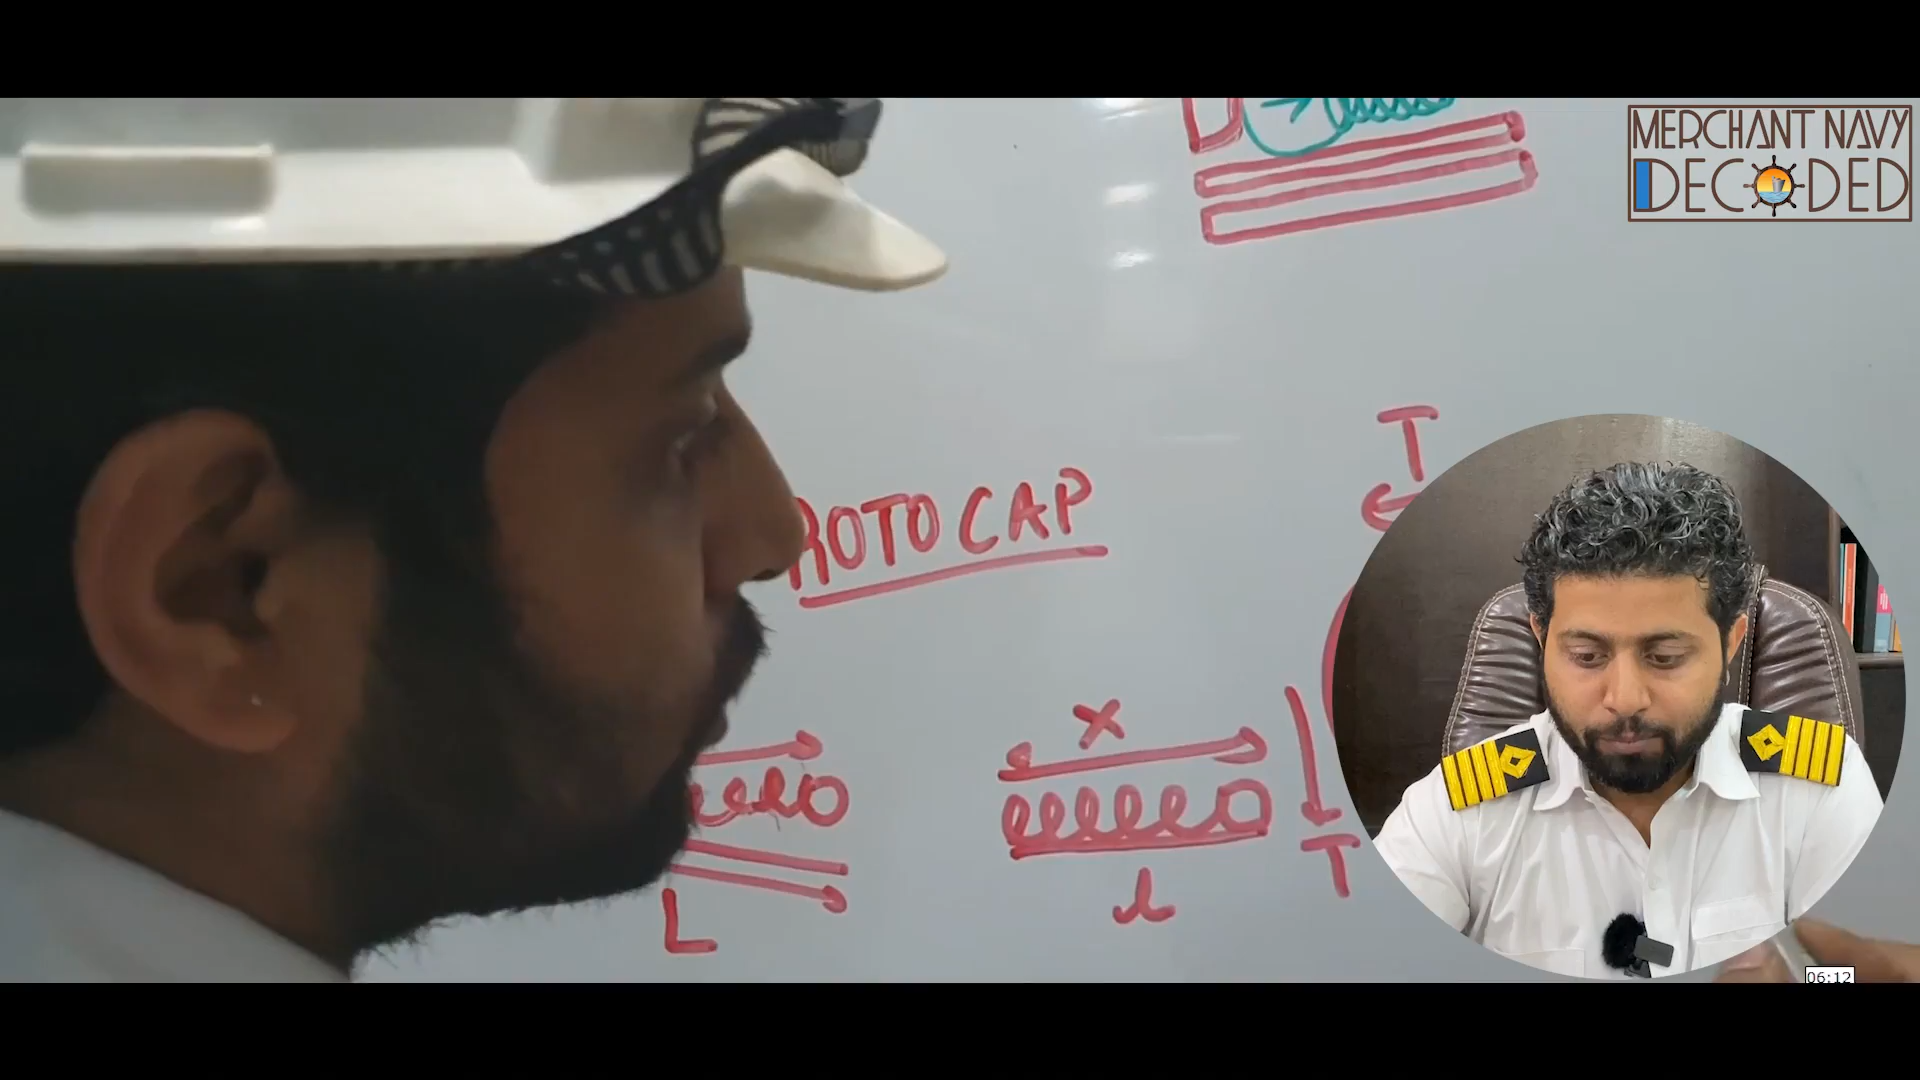 MERCHANT NAVY
DECODED
T
ROTO CAP
x
T
l
L
06:12